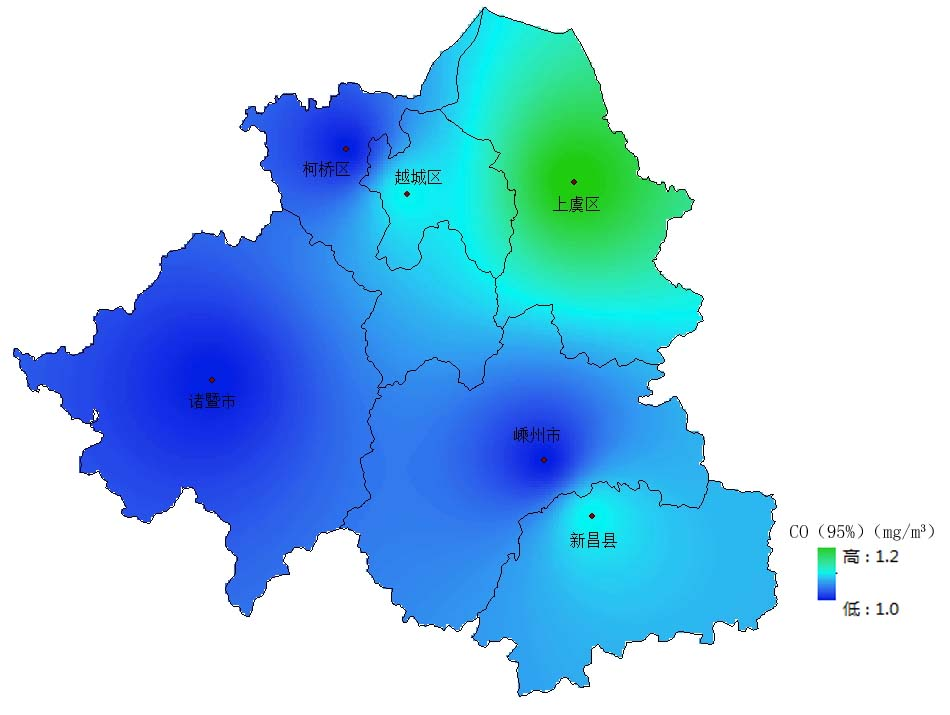 柯桥区
越城区
上虞区
诸暨市
嵊州市
新昌县
CO (95%) (mg/m³)
高 : 1.2
低 : 1.0